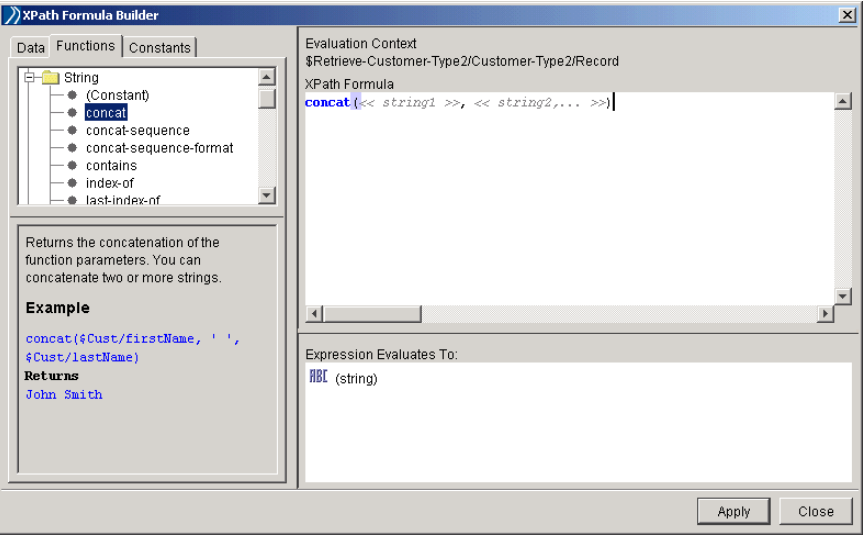 XPath Formula Builder
Data Functions Constants
String
(Constant)
concat
concat-sequence
concat-sequence-format
contains
index-of
last-index-of
Returns the concatenation of the
function parameters. You can
concatenate two or more strings.
Example
concat($Cust/firstName, ' ',
$Cust/lastName)
Returns
John Smith
Evaluation Context
$Retrieve-Customer-Type2/Customer-Type2/Record
XPath Formula
concat(<< string1 >>, << string2,... >>)
Expression Evaluates To:
ABC (string)
Apply Close